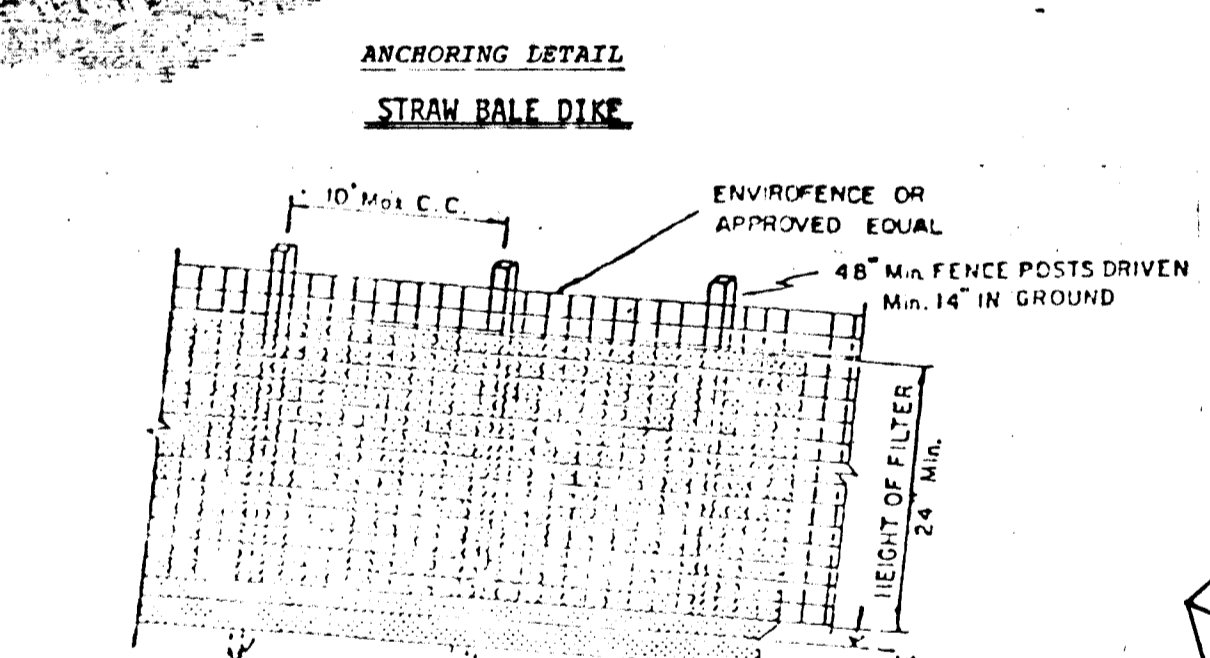 ANCHORING DETAIL
STRAW BALE DIKE
10' Max C.C.
ENVIROFENCE OR
APPROVED EQUAL
48" Min FENCE POSTS DRIVEN
Min. 14" IN GROUND
HEIGHT OF FILTER
24" Min.